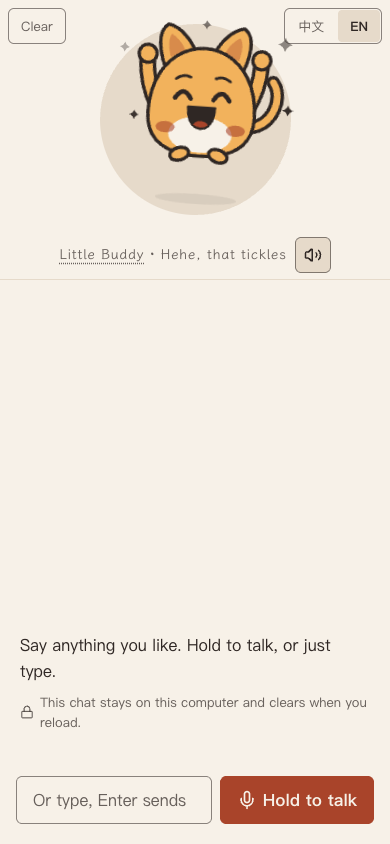 Clear
中文 EN
Little Buddy • Hehe, that tickles
Say anything you like. Hold to talk, or just
type.
This chat stays on this computer and clears when you
reload.
Or type, Enter sends
Hold to talk